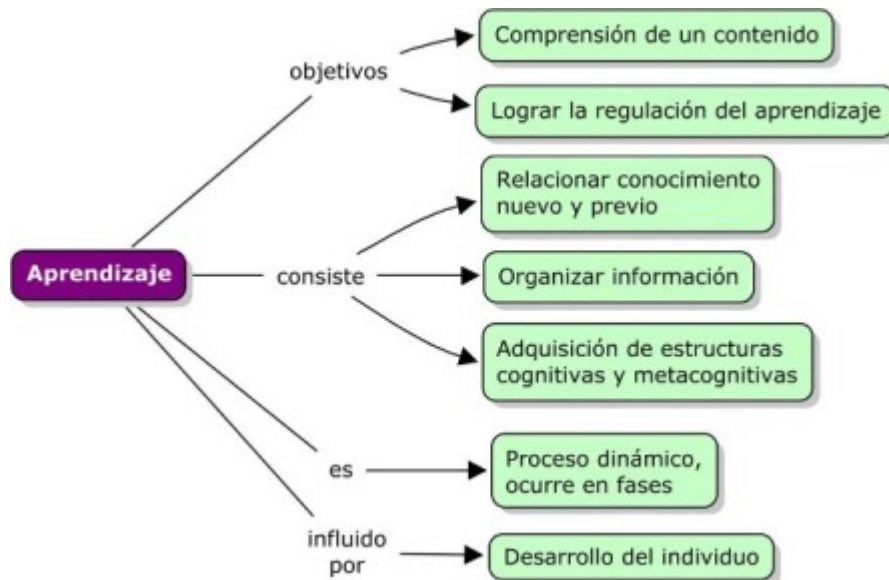 Comprensión de un contenido
objetivos
Lograr la regulación del aprendizaje
Relacionar conocimiento
nuevo y previo
Aprendizaje
consiste
Organizar información
Adquisición de estructuras
cognitivas y metacognitivas
es
Proceso dinámico,
ocurre en fases
influido
por
Desarrollo del individuo